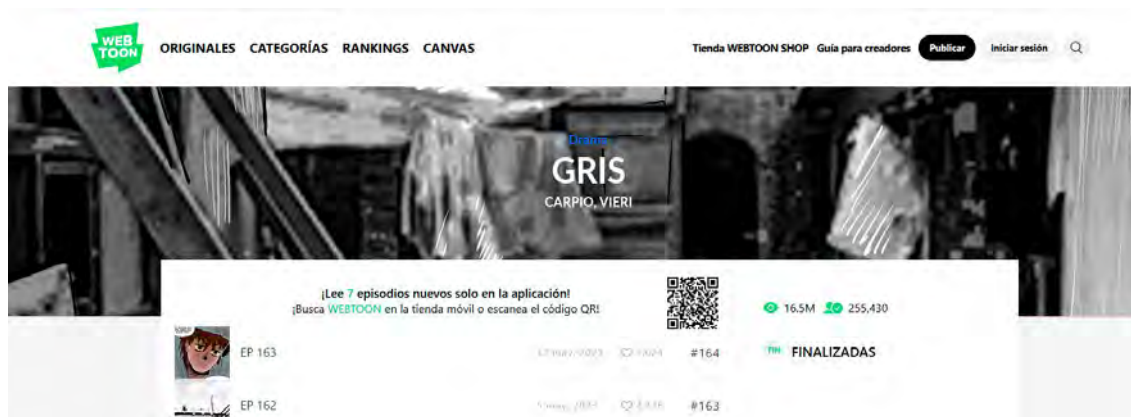 WEB
TOON
ORIGINALES CATEGORÍAS RANKINGS CANVAS
Tienda WEBTOON SHOP Guía para creadores Publicar Iniciar sesión
Drama
GRIS
CARPIO, VIERI
¡Lee 7 episodios nuevos solo en la aplicación!
¡Busca WEBTOON en la tienda móvil o escanea el código QR!
16.5M 255,430
EP 163 #164
FIN FINALIZADAS
EP 162 #163